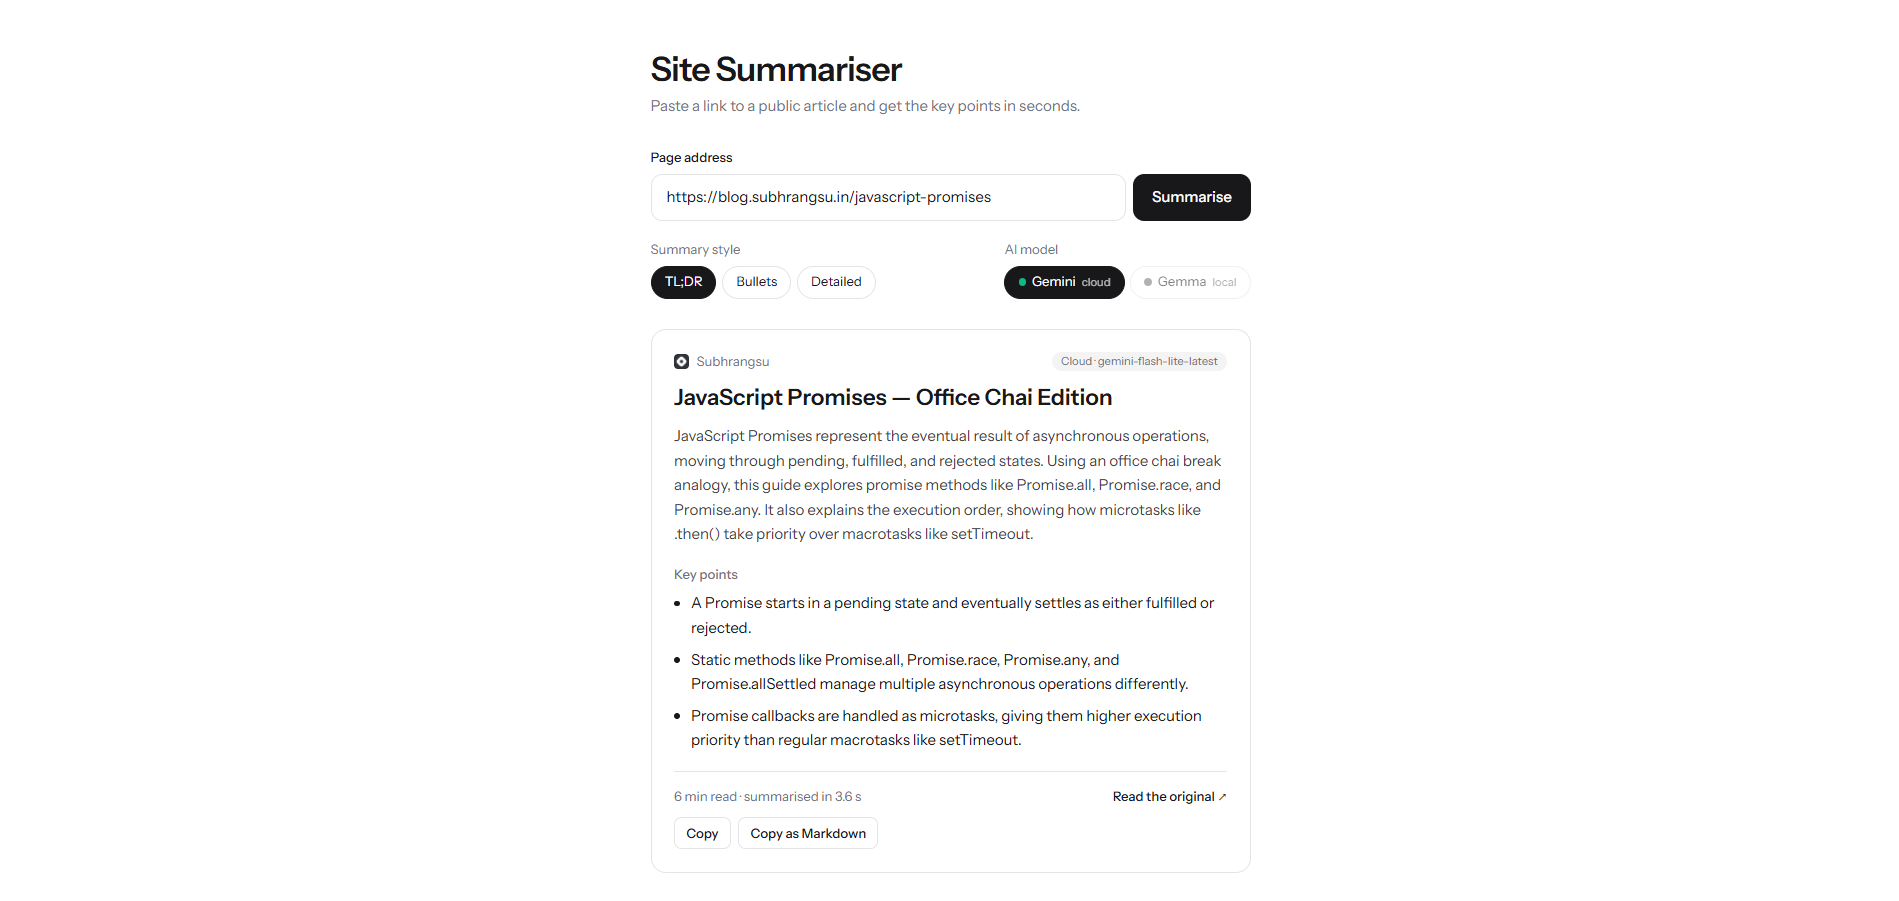 Site Summariser
Paste a link to a public article and get the key points in seconds.
Page address
https://blog.subhrangsu.in/javascript-promises
Summarise
Summary style
AI model
TL;DR
Bullets
Detailed
Gemini cloud
Gemma local
Subhrangsu
Cloud · gemini-flash-lite-latest
JavaScript Promises — Office Chai Edition
JavaScript Promises represent the eventual result of asynchronous operations,
moving through pending, fulfilled, and rejected states. Using an office chai break
analogy, this guide explores promise methods like Promise.all, Promise.race, and
Promise.any. It also explains the execution order, showing how microtasks like
.then() take priority over macrotasks like setTimeout.
Key points
• A Promise starts in a pending state and eventually settles as either fulfilled or
rejected.
• Static methods like Promise.all, Promise.race, Promise.any, and
Promise.allSettled manage multiple asynchronous operations differently.
• Promise callbacks are handled as microtasks, giving them higher execution
priority than regular macrotasks like setTimeout.
6 min read · summarised in 3.6 s
Read the original ↗
Copy
Copy as Markdown